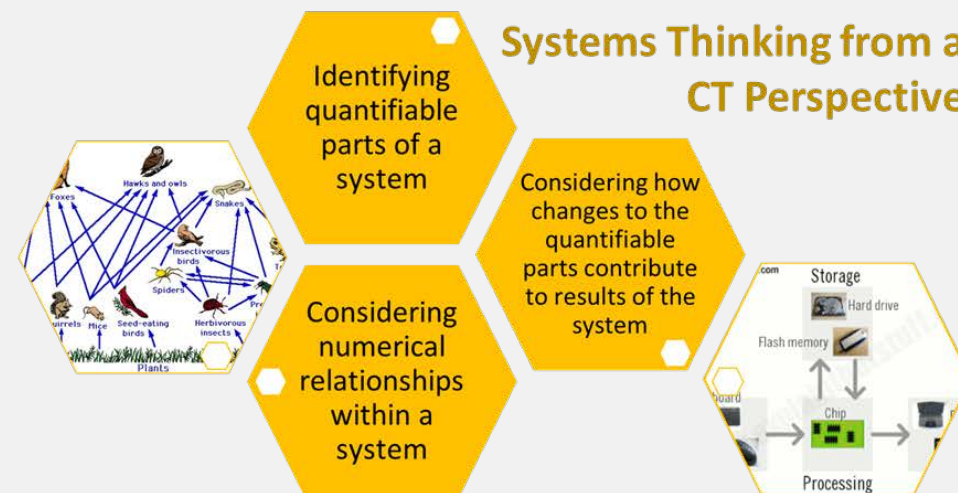 Systems Thinking from a
CT Perspective
Identifying
quantifiable
parts of a
system
Considering how
changes to the
quantifiable
parts contribute
to results of the
system
Considering
numerical
relationships
within a
system
Foxes
Hawks and owls
Snakes
Insectivorous
birds
Spiders
Mice
Seed-eating
birds
Herbivorous
insects
Plants
.com
Storage
Hard drive
Flash memory
Chip
Processing